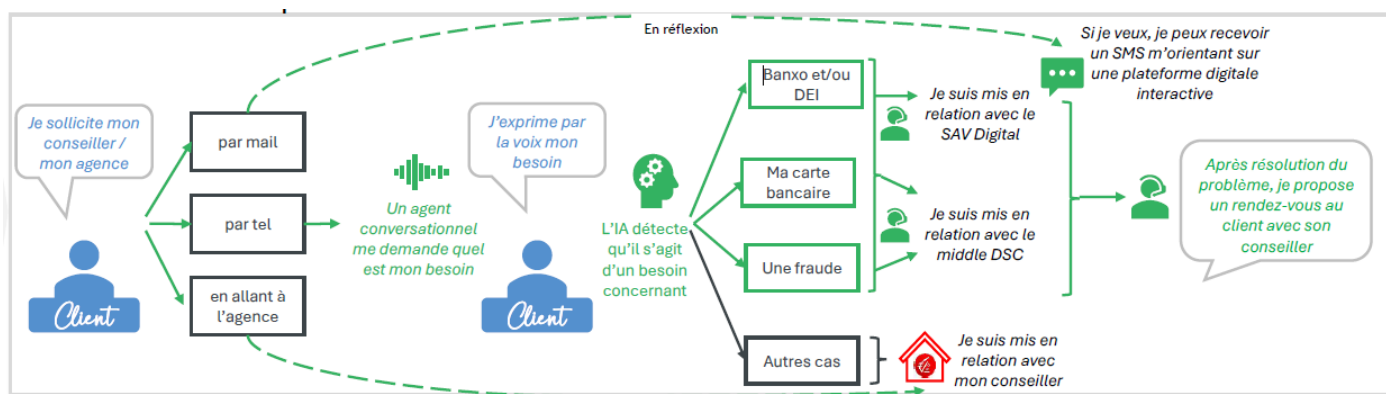 En réflexion
Je sollicite mon
conseiller /
mon agence
Client
par mail
par tel
en allant à
l'agence
Un agent
conversationnel
me demande quel
est mon besoin
J'exprime par
la voix mon
besoin
Client
L'IA détecte
qu'il s'agit
d'un besoin
concernant
Banxo et/ou
DEI
Ma carte
bancaire
Une fraude
Autres cas
Je suis mis en
relation avec le
SAV Digital
Je suis mis en
relation avec le
middle DSC
Je suis mis en
relation avec
mon conseiller
Si je veux, je peux recevoir
un SMS m'orientant sur
une plateforme digitale
interactive
Après résolution du
problème, je propose
un rendez-vous au
client avec son
conseiller